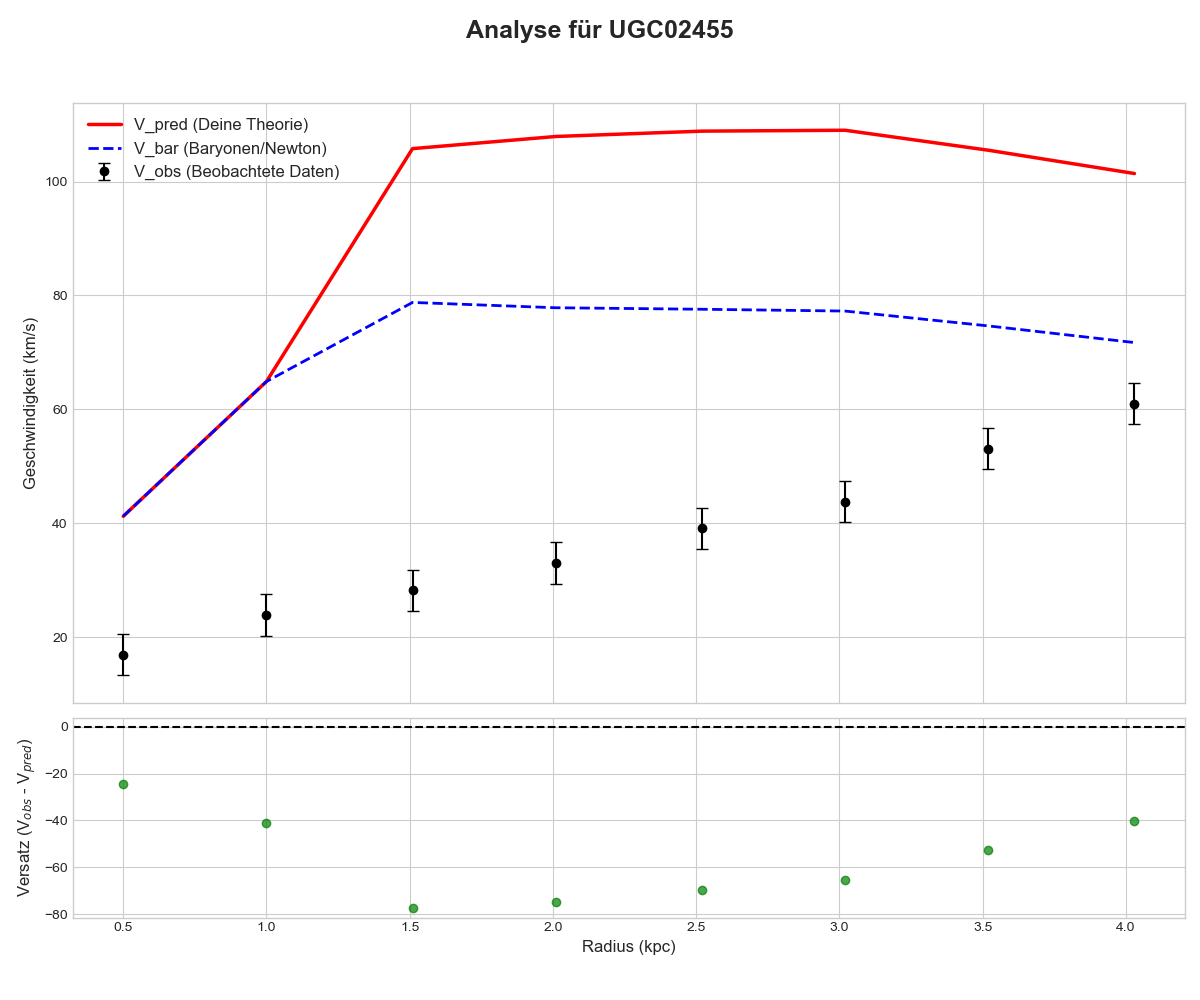 Analyse für UGC02455
V_pred (Deine Theorie)
V_bar (Baryonen/Newton)
V_obs (Beobachtete Daten)
Geschwindigkeit (km/s)
100
80
60
40
20
Versatz (V_obs - V_pred)
0
−20
−40
−60
−80
0.5 1.0 1.5 2.0 2.5 3.0 3.5 4.0
Radius (kpc)